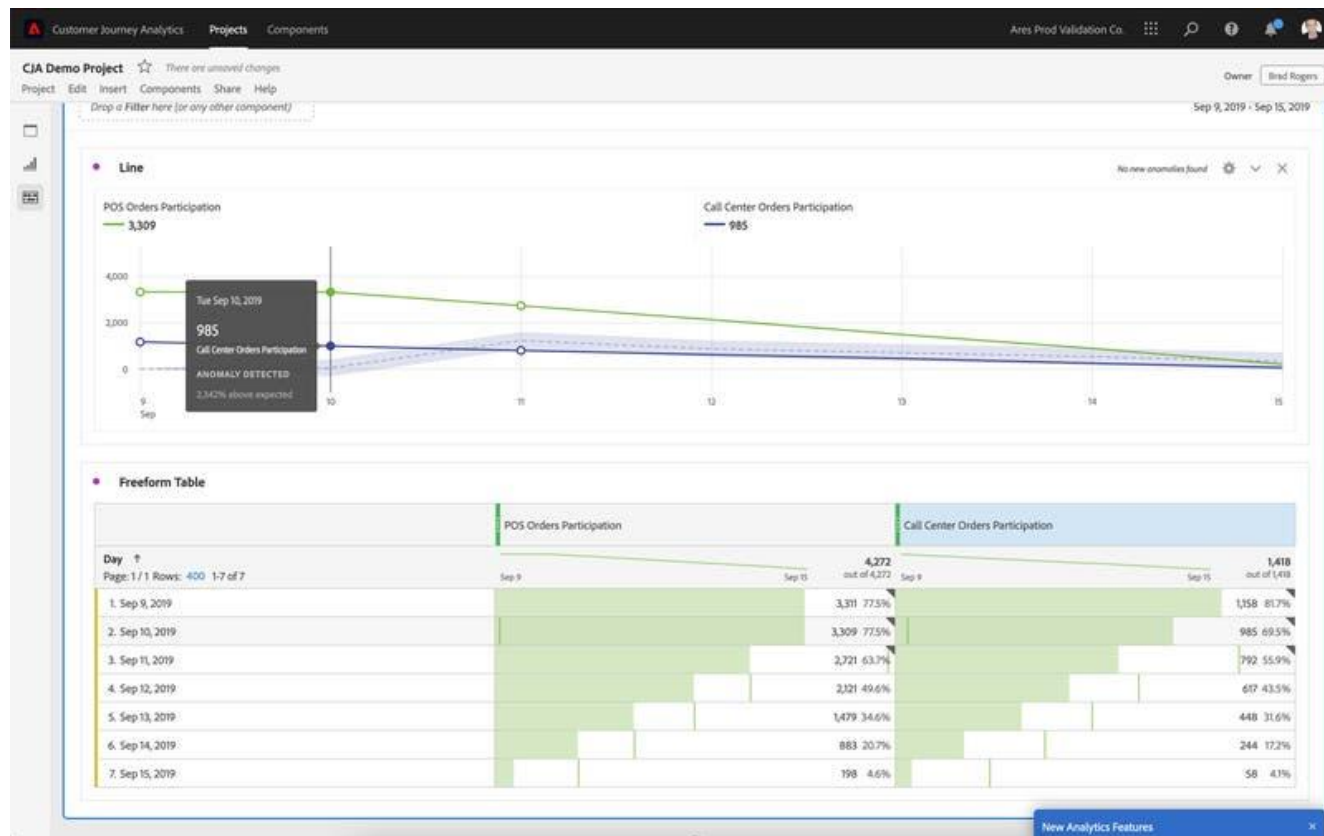 Customer Journey Analytics Projects Components Ares Prod Validation Co.
CJA Demo Project There are unsaved changes
Project Edit Insert Components Share Help Owner Brad Rogers
Drop a Filter here (or any other component) Sep 9, 2019 - Sep 15, 2019
Line No new anomalies found
POS Orders Participation Call Center Orders Participation
3,309 985
4,000
Tue Sep 10, 2019
2,000
985
Call Center Orders Participation
0
ANOMALY DETECTED
2,342% above expected
9 10 11 12 13 14 15
Sep
Freeform Table
POS Orders Participation Call Center Orders Participation
Day ↑ 4,272 1,418
Page: 1 / 1 Rows: 400 1-7 of 7 Sep 9 Sep 15 out of 4,272 Sep 9 Sep 15 out of 1,418
1. Sep 9, 2019 3,311 77.5% 1,158 81.7%
2. Sep 10, 2019 3,309 77.5% 985 69.5%
3. Sep 11, 2019 2,721 63.7% 792 55.9%
4. Sep 12, 2019 2,121 49.6% 617 43.5%
5. Sep 13, 2019 1,479 34.6% 448 31.6%
6. Sep 14, 2019 883 20.7% 244 17.2%
7. Sep 15, 2019 198 4.6% 58 4.1%
New Analytics Features